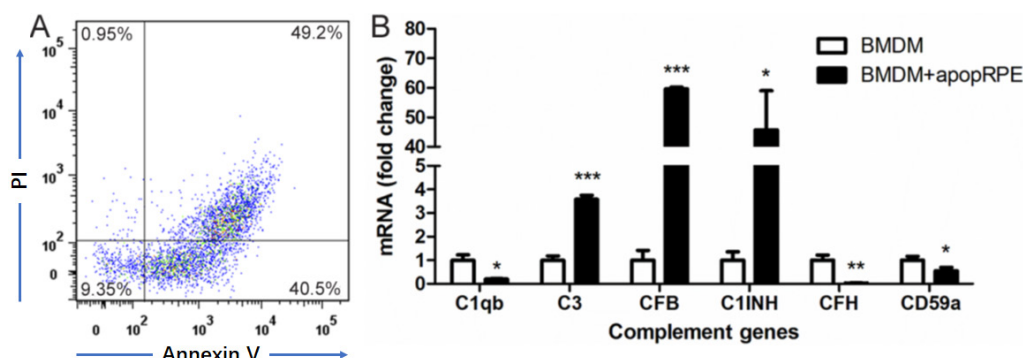 A
0.95%
49.2%
10^5
10^4
10^3
10^2
0
9.35%
40.5%
0
10^2
10^3
10^4
10^5
PI
Annexin V
B
80
70
60
50
40
5
4
3
2
1
0
mRNA (fold change)
BMDM
BMDM+apopRPE
*
***
***
*
**
*
C1qb
C3
CFB
C1INH
CFH
CD59a
Complement genes